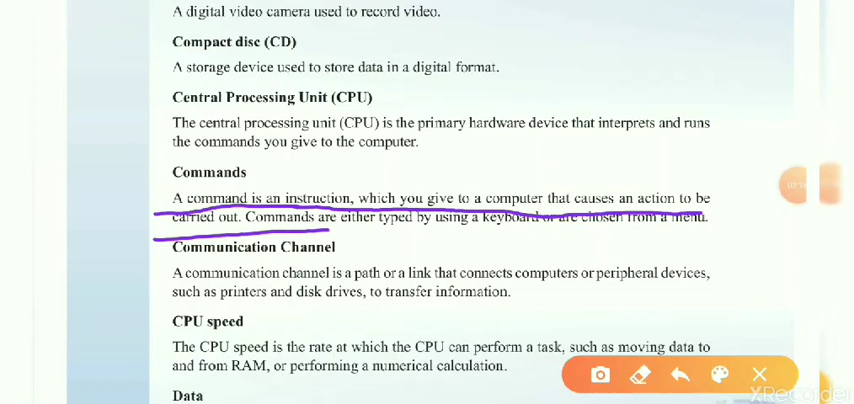 A digital video camera used to record video.
Compact disc (CD)
A storage device used to store data in a digital format.
Central Processing Unit (CPU)
The central processing unit (CPU) is the primary hardware device that interprets and runs
the commands you give to the computer.
Commands
A command is an instruction, which you give to a computer that causes an action to be
carried out. Commands are either typed by using a keyboard or are chosen from a menu.
Communication Channel
A communication channel is a path or a link that connects computers or peripheral devices,
such as printers and disk drives, to transfer information.
CPU speed
The CPU speed is the rate at which the CPU can perform a task, such as moving data to
and from RAM, or performing a numerical calculation.
Data
XRecorder